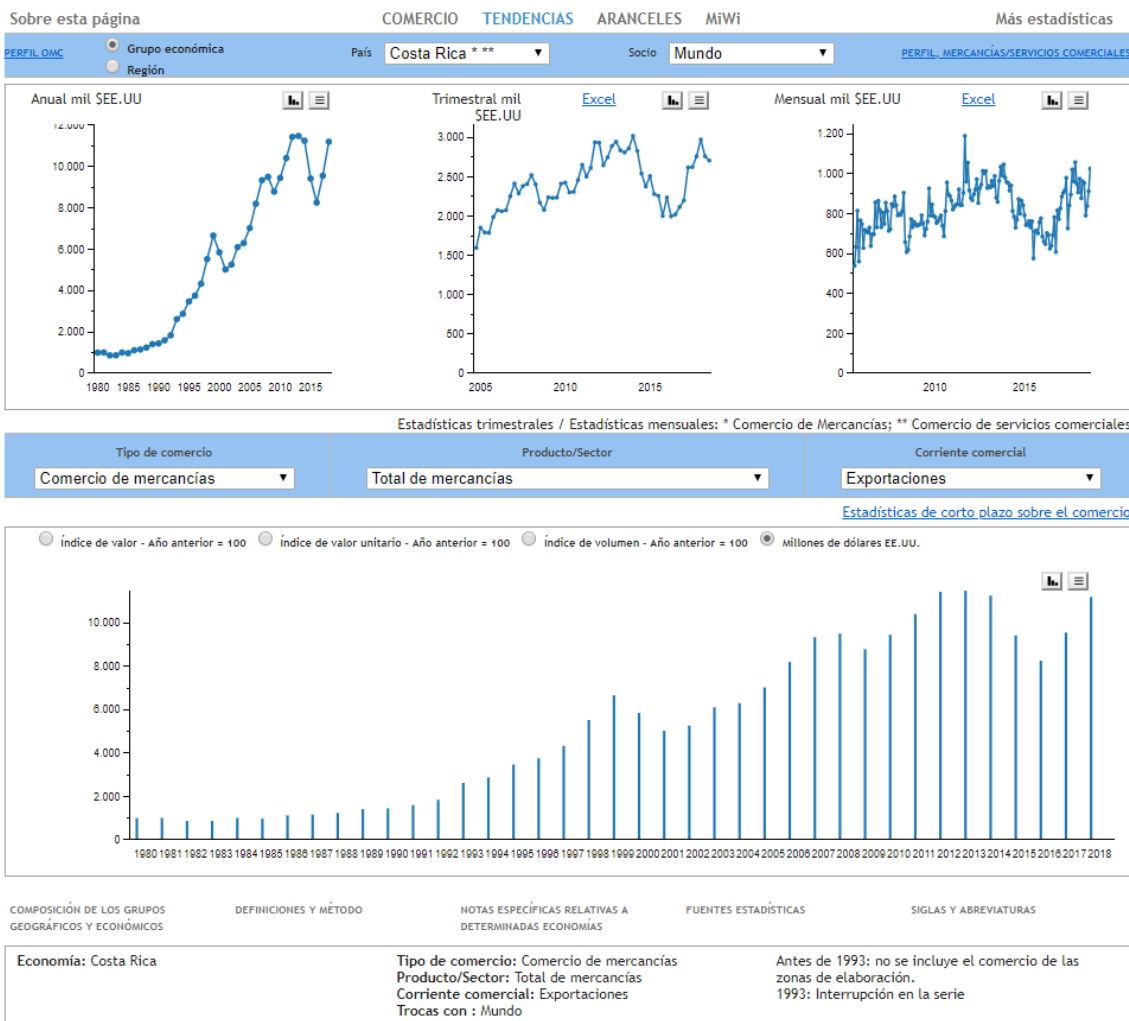 Sobre esta página COMERCIO TENDENCIAS ARANCELES MiWi Más estadísticas
PERFIL OMC Grupo económica País Costa Rica * ** Socio Mundo PERFIL, MERCANCÍAS/SERVICIOS COMERCIALES
Región
Anual mil $EE.UU
12.000
10.000
8.000
6.000
4.000
2.000
0
1980 1985 1990 1995 2000 2005 2010 2015
Trimestral mil $EE.UU Excel
3.000
2.500
2.000
1.500
1.000
500
0
2005 2010 2015
Mensual mil $EE.UU Excel
1.200
1.000
800
600
400
200
0
2010 2015
Estadísticas trimestrales / Estadísticas mensuales: * Comercio de Mercancías; ** Comercio de servicios comerciales
Tipo de comercio Producto/Sector Corriente comercial
Comercio de mercancías Total de mercancías Exportaciones
Estadísticas de corto plazo sobre el comercio
Índice de valor - Año anterior = 100 Índice de valor unitario - Año anterior = 100 Índice de volumen - Año anterior = 100 Millones de dólares EE.UU.
10.000
8.000
6.000
4.000
2.000
0
1980 1981 1982 1983 1984 1985 1986 1987 1988 1989 1990 1991 1992 1993 1994 1995 1996 1997 1998 1999 2000 2001 2002 2003 2004 2005 2006 2007 2008 2009 2010 2011 2012 2013 2014 2015 2016 2017 2018
COMPOSICIÓN DE LOS GRUPOS GEOGRÁFICOS Y ECONÓMICOS
DEFINICIONES Y MÉTODO
NOTAS ESPECÍFICAS RELATIVAS A DETERMINADAS ECONOMÍAS
FUENTES ESTADÍSTICAS
SIGLAS Y ABREVIATURAS
Economía: Costa Rica
Tipo de comercio: Comercio de mercancías
Producto/Sector: Total de mercancías
Corriente comercial: Exportaciones
Trocas con : Mundo
Antes de 1993: no se incluye el comercio de las
zonas de elaboración.
1993: Interrupción en la serie